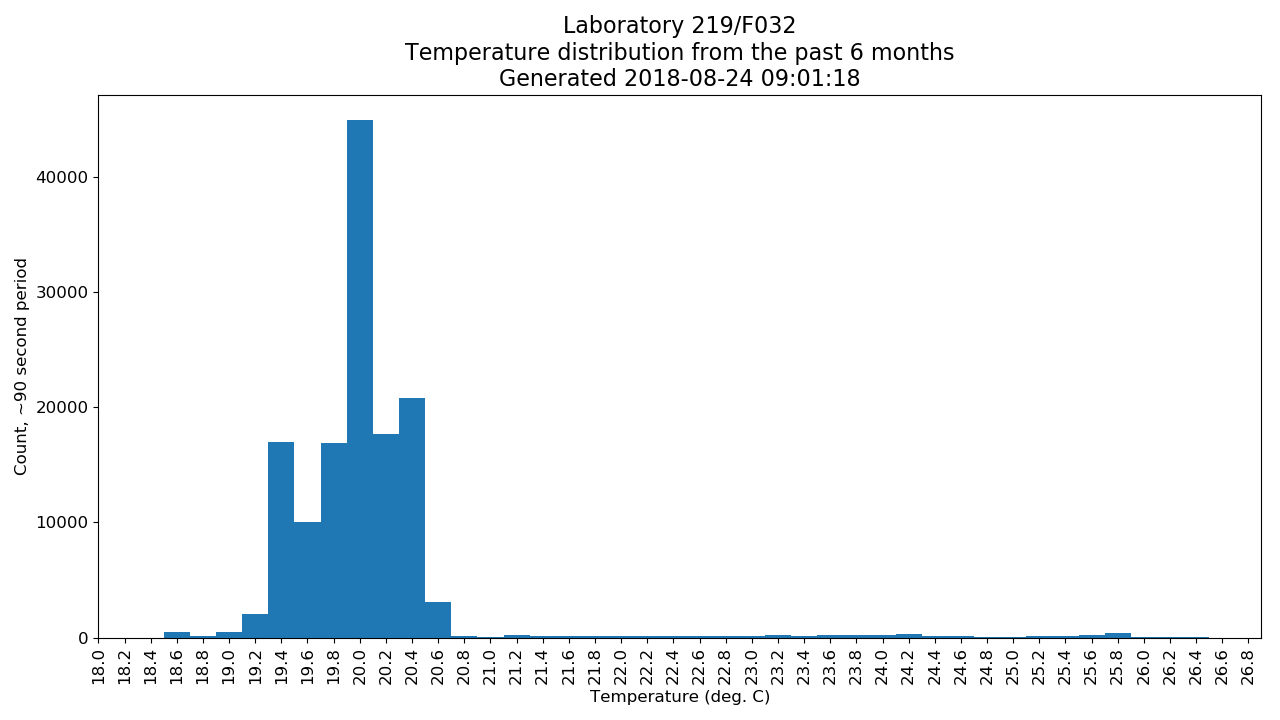 Laboratory 219/F032
Temperature distribution from the past 6 months
Generated 2018-08-24 09:01:18
Count, ~90 second period
40000
30000
20000
10000
0
18.0 18.2 18.4 18.6 18.8 19.0 19.2 19.4 19.6 19.8 20.0 20.2 20.4 20.6 20.8 21.0 21.2 21.4 21.6 21.8 22.0 22.2 22.4 22.6 22.8 23.0 23.2 23.4 23.6 23.8 24.0 24.2 24.4 24.6 24.8 25.0 25.2 25.4 25.6 25.8 26.0 26.2 26.4 26.6 26.8
Temperature (deg. C)